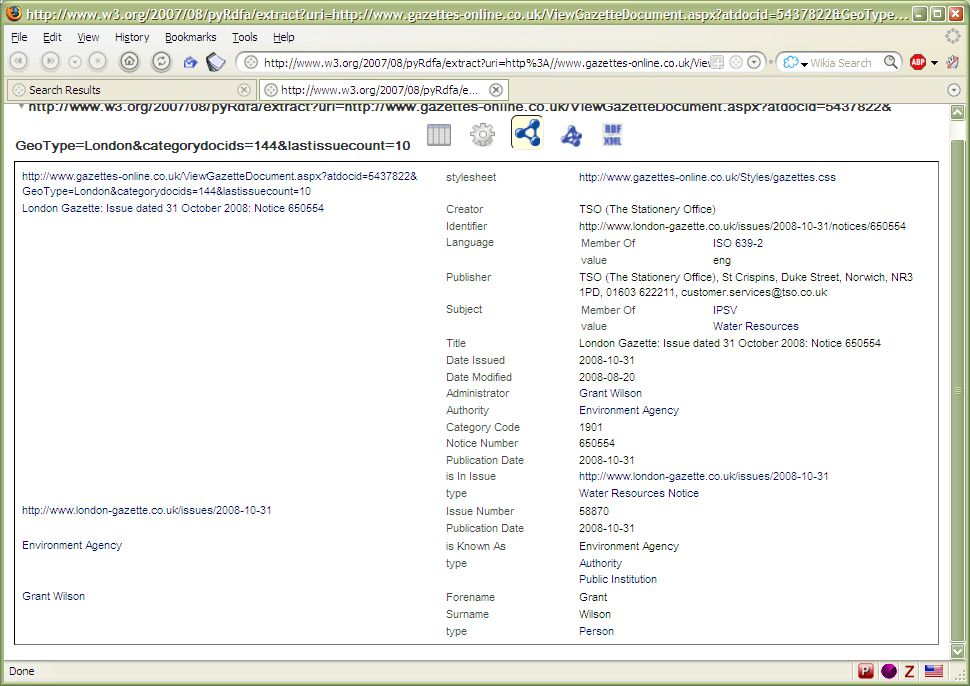 http://www.w3.org/2007/08/pyRdfa/extract?uri=http://www.gazettes-online.co.uk/ViewGazetteDocument.aspx?atdocid=5437822&GeoType...
File Edit View History Bookmarks Tools Help
http://www.w3.org/2007/08/pyRdfa/extract?uri=http%3A//www.gazettes-online.co.uk/Viev
Wikia Search
ABP
Search Results
http://www.w3.org/2007/08/pyRdfa/e...
http://www.w3.org/2007/08/pyRdfa/extract?uri=http://www.gazettes-online.co.uk/ViewGazetteDocument.aspx?atdocid=5437822&
GeoType=London&categorydocids=144&lastissuecount=10
RDF
XML
http://www.gazettes-online.co.uk/ViewGazetteDocument.aspx?atdocid=5437822& stylesheet http://www.gazettes-online.co.uk/Styles/gazettes.css
GeoType=London&categorydocids=144&lastissuecount=10
London Gazette: Issue dated 31 October 2008: Notice 650554 Creator TSO (The Stationery Office)
Identifier http://www.london-gazette.co.uk/issues/2008-10-31/notices/650554
Language Member Of ISO 639-2
value eng
Publisher TSO (The Stationery Office), St Crispins, Duke Street, Norwich, NR3
1PD, 01603 622211, customer.services@tso.co.uk
Subject Member Of IPSV
value Water Resources
Title London Gazette: Issue dated 31 October 2008: Notice 650554
Date Issued 2008-10-31
Date Modified 2008-08-20
Administrator Grant Wilson
Authority Environment Agency
Category Code 1901
Notice Number 650554
Publication Date 2008-10-31
is In Issue http://www.london-gazette.co.uk/issues/2008-10-31
type Water Resources Notice
http://www.london-gazette.co.uk/issues/2008-10-31 Issue Number 58870
Publication Date 2008-10-31
Environment Agency is Known As Environment Agency
type Authority
Public Institution
Grant Wilson Forename Grant
Surname Wilson
type Person
Done
P
Z